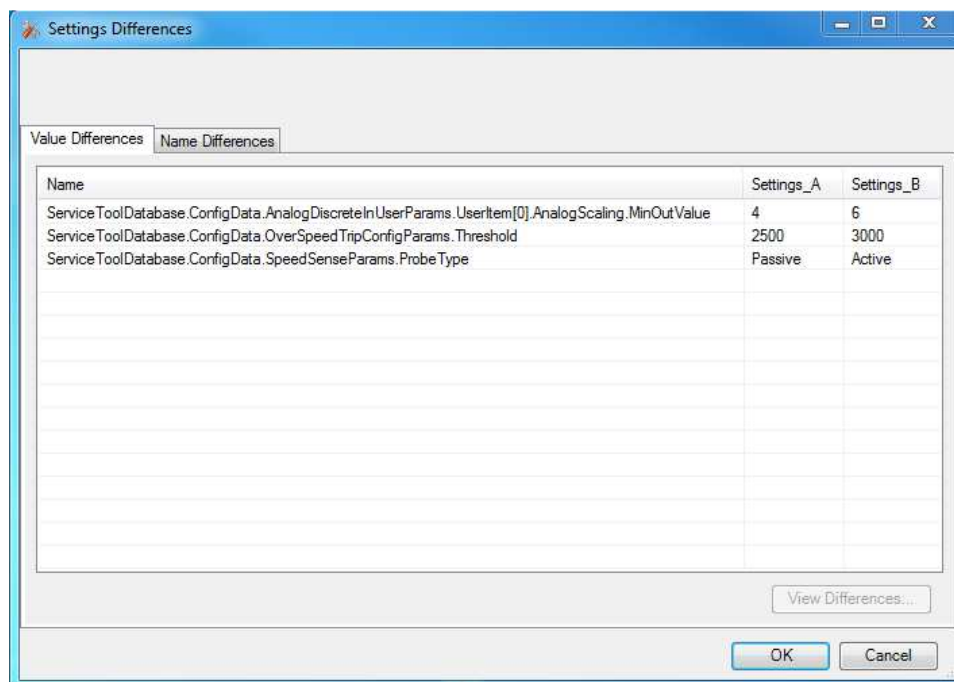 Settings Differences
Value Differences Name Differences
Name Settings_A Settings_B
ServiceToolDatabase.ConfigData.AnalogDiscreteInUserParams.UserItem[0].AnalogScaling.MinOutValue 4 6
ServiceToolDatabase.ConfigData.OverSpeedTripConfigParams.Threshold 2500 3000
ServiceToolDatabase.ConfigData.SpeedSenseParams.ProbeType Passive Active
View Differences...
OK Cancel